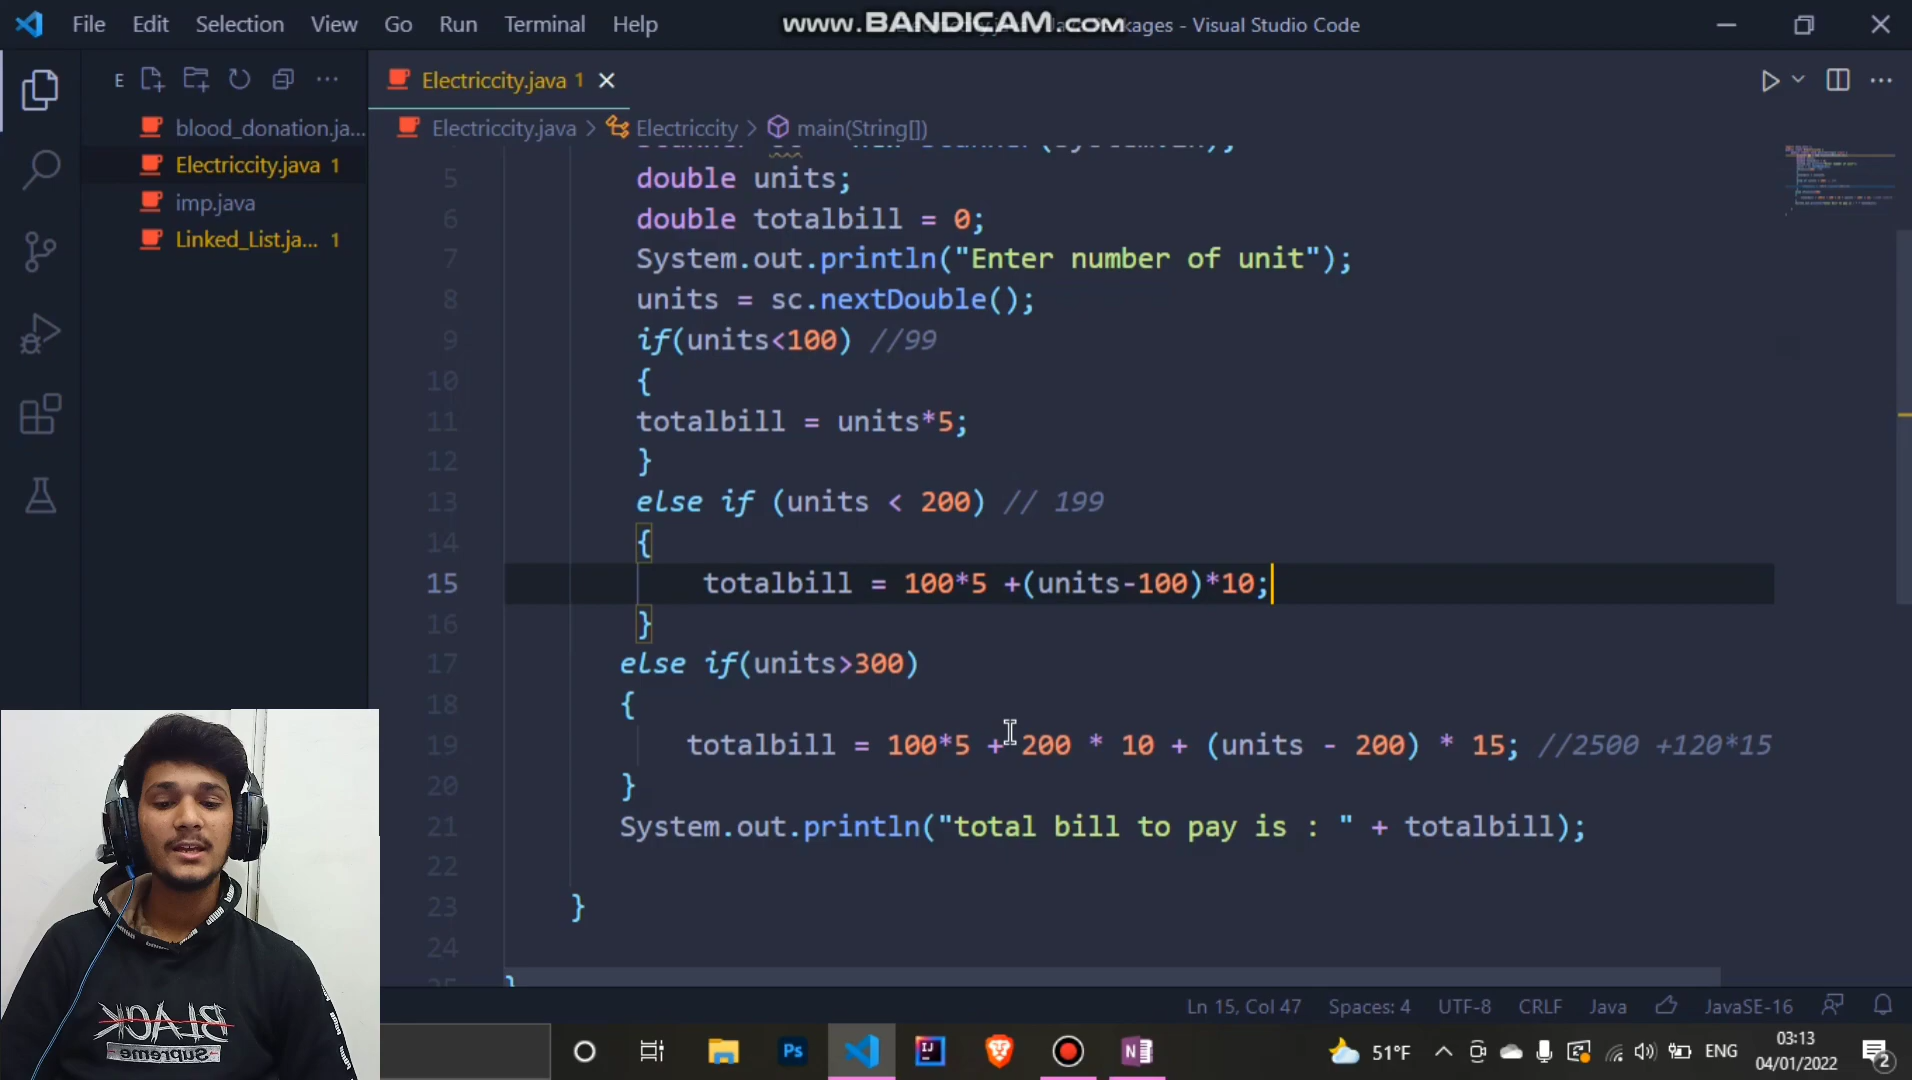 File Edit Selection View Go Run Terminal Help www.BANDICAM.com - Visual Studio Code
E
Electriccity.java 1
blood_donation.ja...
Electriccity.java 1
imp.java
Linked_List.ja... 1
Electriccity.java > Electriccity > main(String[])
5 double units;
6 double totalbill = 0;
7 System.out.println("Enter number of unit");
8 units = sc.nextDouble();
9 if(units<100) //99
10 {
11 totalbill = units*5;
12 }
13 else if (units < 200) // 199
14 {
15 totalbill = 100*5 +(units-100)*10;
16 }
17 else if(units>300)
18 {
19 totalbill = 100*5 + 200 * 10 + (units - 200) * 15; //2500 +120*15
20 }
21 System.out.println("total bill to pay is : " + totalbill);
22
23 }
24
}
BLACK
Supreme
Ln 15, Col 47 Spaces: 4 UTF-8 CRLF Java JavaSE-16
Ps IJ N 51°F ENG 03:13
04/01/2022 2